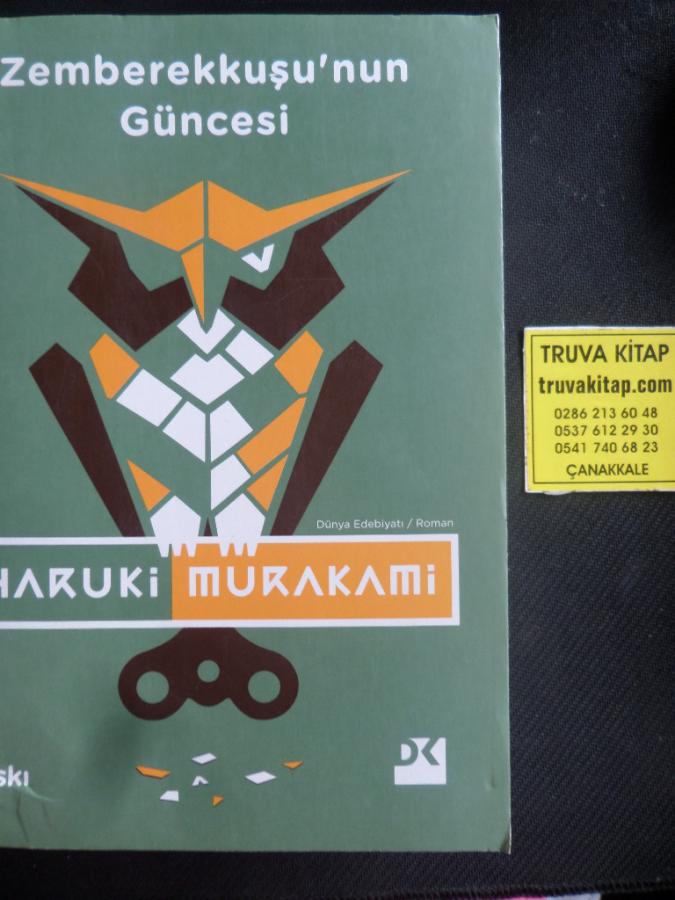 Zemberekkuşu'nun
Güncesi
Dünya Edebiyatı / Roman
HARUKi MURAKAMi
DK
TRUVA KİTAP
truvakitap.com
0286 213 60 48
0537 612 29 30
0541 740 68 23
ÇANAKKALE